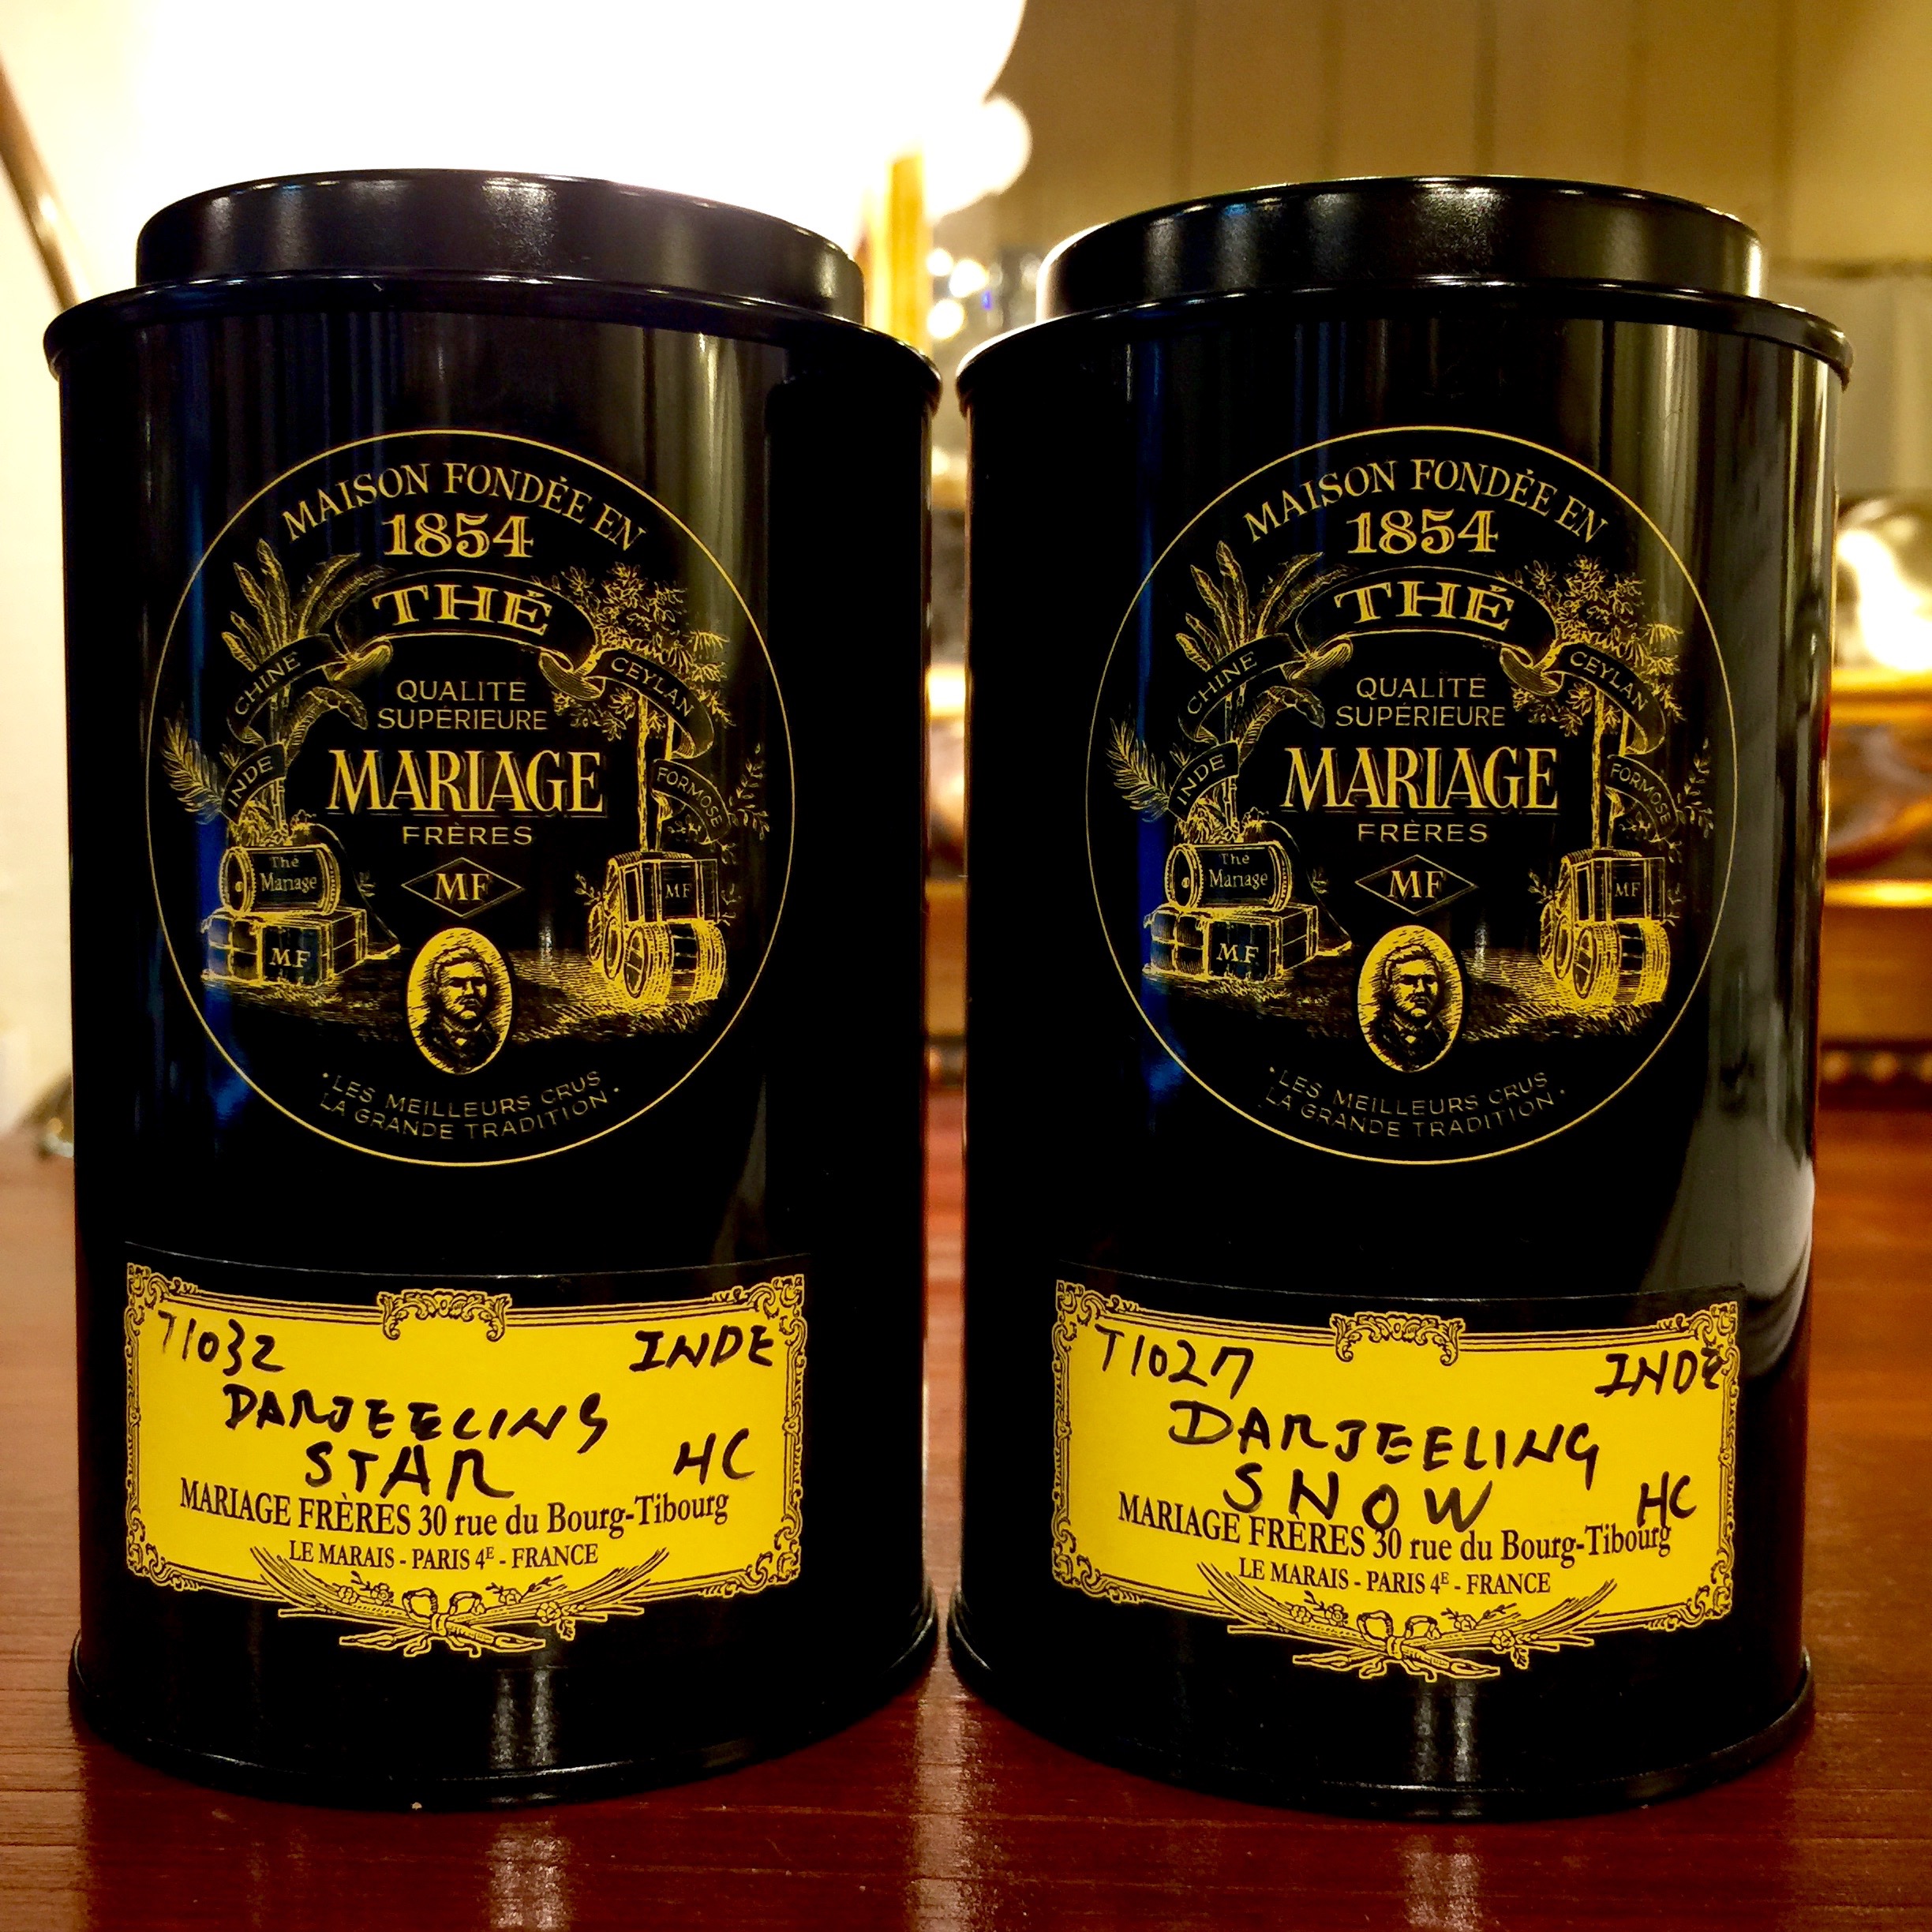 MAISON FONDÉE EN
1854
THÉ
CHINE
CEYLAN
QUALITÉ
SUPÉRIEURE
INDE
MARIAGE
FORMOSE
FRÈRES
Thé
Mariage
MF
MF
MF
• LES MEILLEURS CRUS
LA GRANDE TRADITION •
T1032 INDE
DARJEELING
STAR HC
MARIAGE FRÈRES 30 rue du Bourg-Tibourg
LE MARAIS - PARIS 4E - FRANCE
MAISON FONDÉE EN
1854
THÉ
CHINE
CEYLAN
QUALITÉ
SUPÉRIEURE
INDE
MARIAGE
FORMOSE
FRÈRES
Thé
Mariage
MF
MF
MF
• LES MEILLEURS CRUS
LA GRANDE TRADITION •
T1027 INDE
DARJEELING
SNOW HC
MARIAGE FRÈRES 30 rue du Bourg-Tibourg
LE MARAIS - PARIS 4E - FRANCE